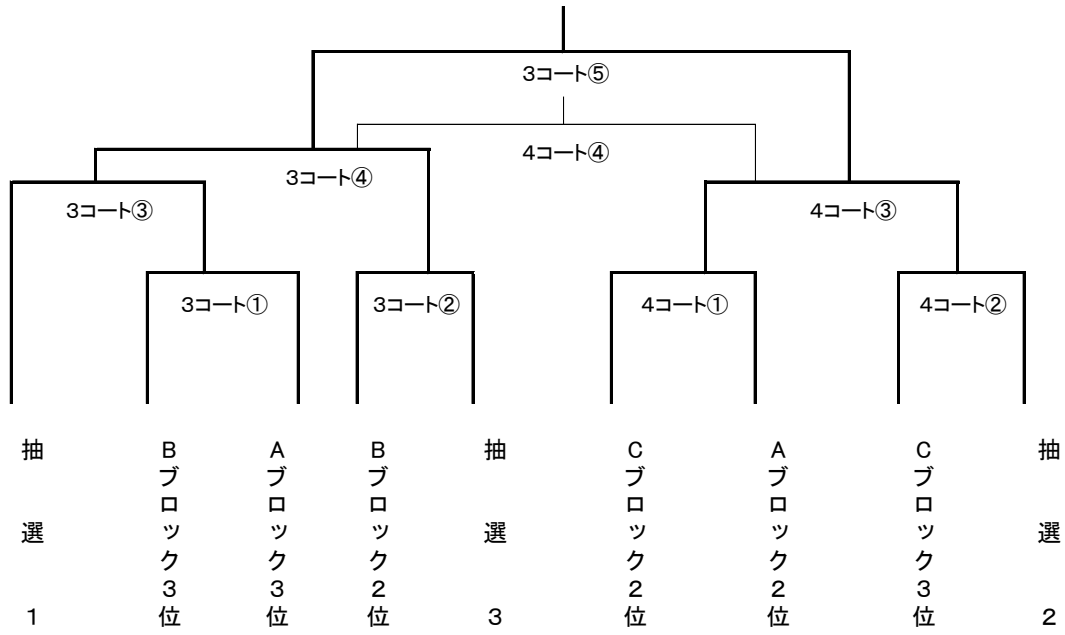 3コート⑤
4コート④
3コート④
3コート③
4コート③
3コート①
3コート②
4コート①
4コート②
抽選1
Bブロック3位
Aブロック3位
Bブロック2位
抽選3
Cブロック2位
Aブロック2位
Cブロック3位
抽選2